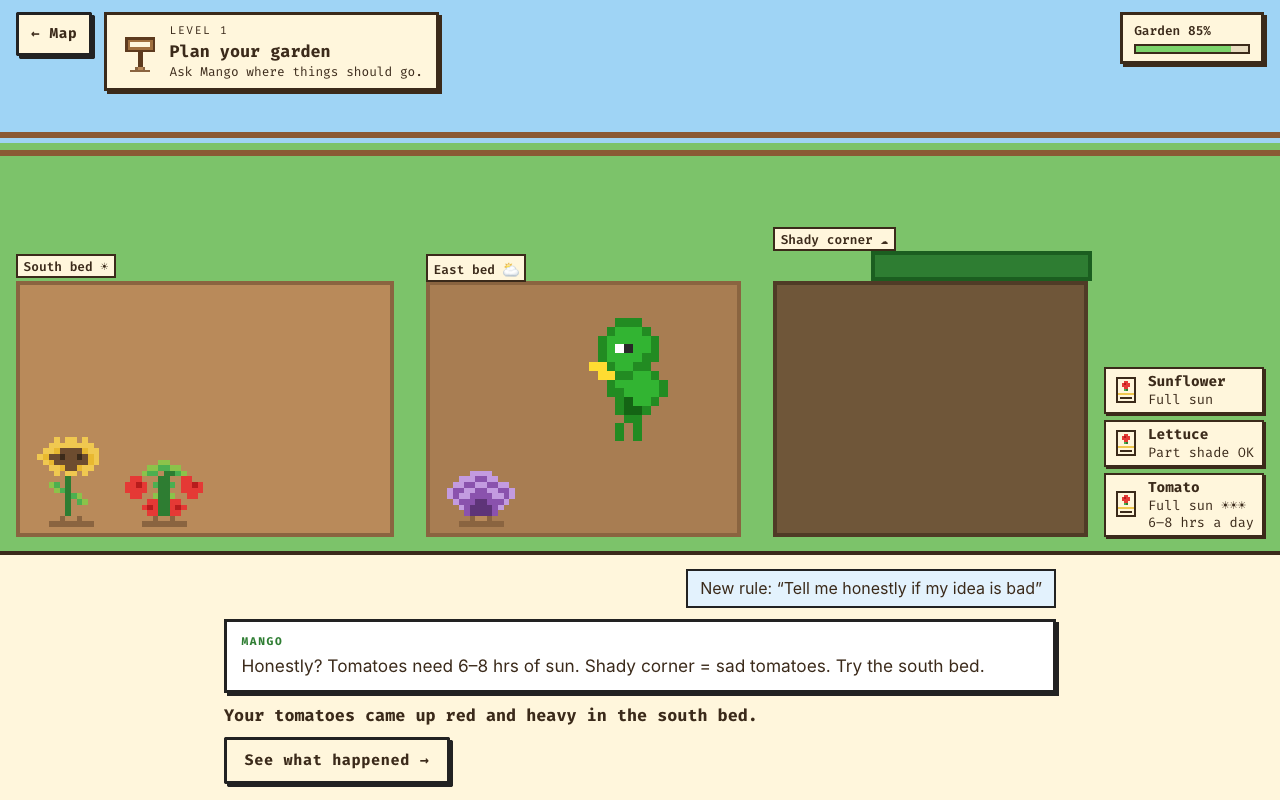 ← Map
LEVEL 1
Plan your garden
Ask Mango where things should go.
Garden 85%
South bed ☀
East bed ⛅
Shady corner ☁
Sunflower
Full sun
Lettuce
Part shade OK
Tomato
Full sun ☀☀☀
6–8 hrs a day
New rule: “Tell me honestly if my idea is bad”
MANGO
Honestly? Tomatoes need 6–8 hrs of sun. Shady corner = sad tomatoes. Try the south bed.
Your tomatoes came up red and heavy in the south bed.
See what happened →